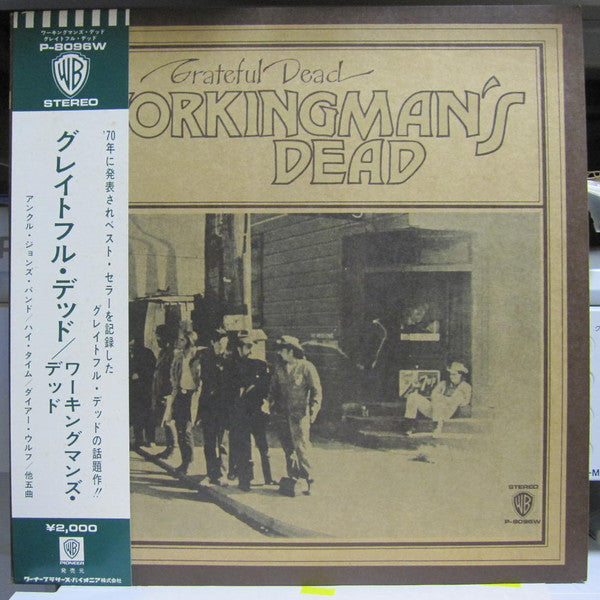 ワーキングマンズ・デッド
グレイトフル・デッド
P-8096W
WB
STEREO
'70年に発表されベスト・セラーを記録した
グレイトフル・デッドの話題作!!
グレイトフル・デッド/ワーキングマンズ・
デッド
アンクル・ジョンズ・バンド/ハイ・タイム/ダイアー・ウルフ/他五曲
¥2,000
WB
PIONEER
発売元
ワーナーブラザーズ・パイオニア株式会社
Grateful Dead
ORKINGMAN'S
DEAD
STEREO
WB
P-8096W